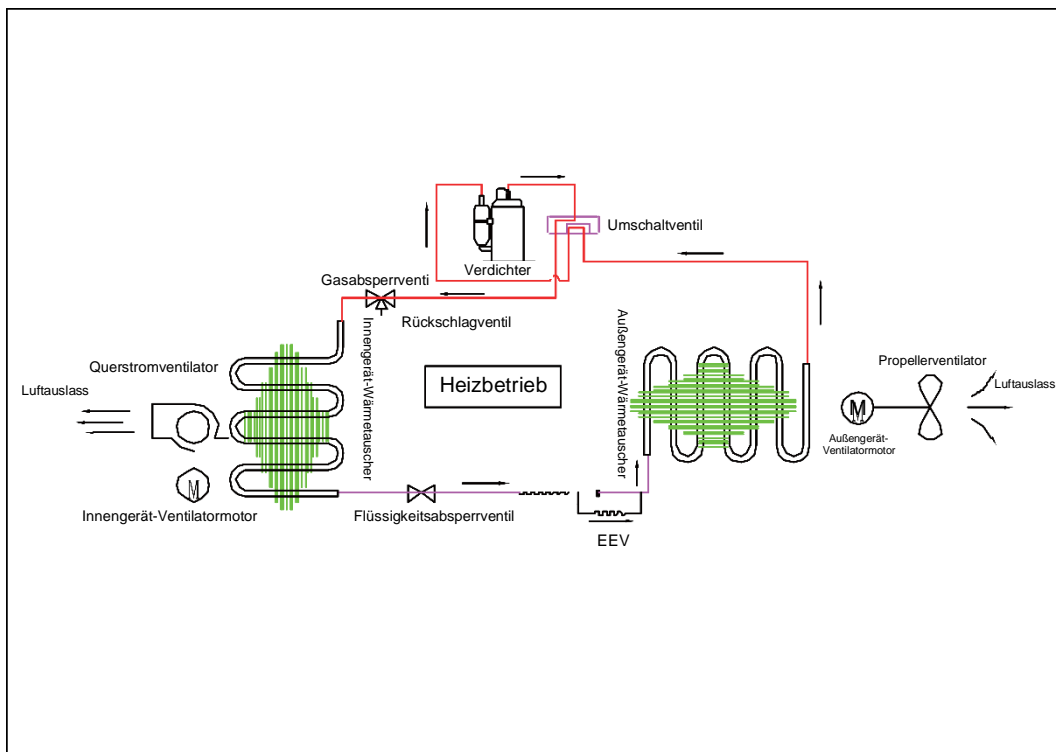 Umschaltventil
Verdichter
Gasabsperrventi
Rückschlagventil
Innengerät-Wärmetauscher
Außengerät-Wärmetauscher
Querstromventilator
Propellerventilator
Luftauslass
Luftauslass
Heizbetrieb
M
Außengerät-
Ventilatormotor
M
Innengerät-Ventilatormotor
Flüssigkeitsabsperrventil
EEV